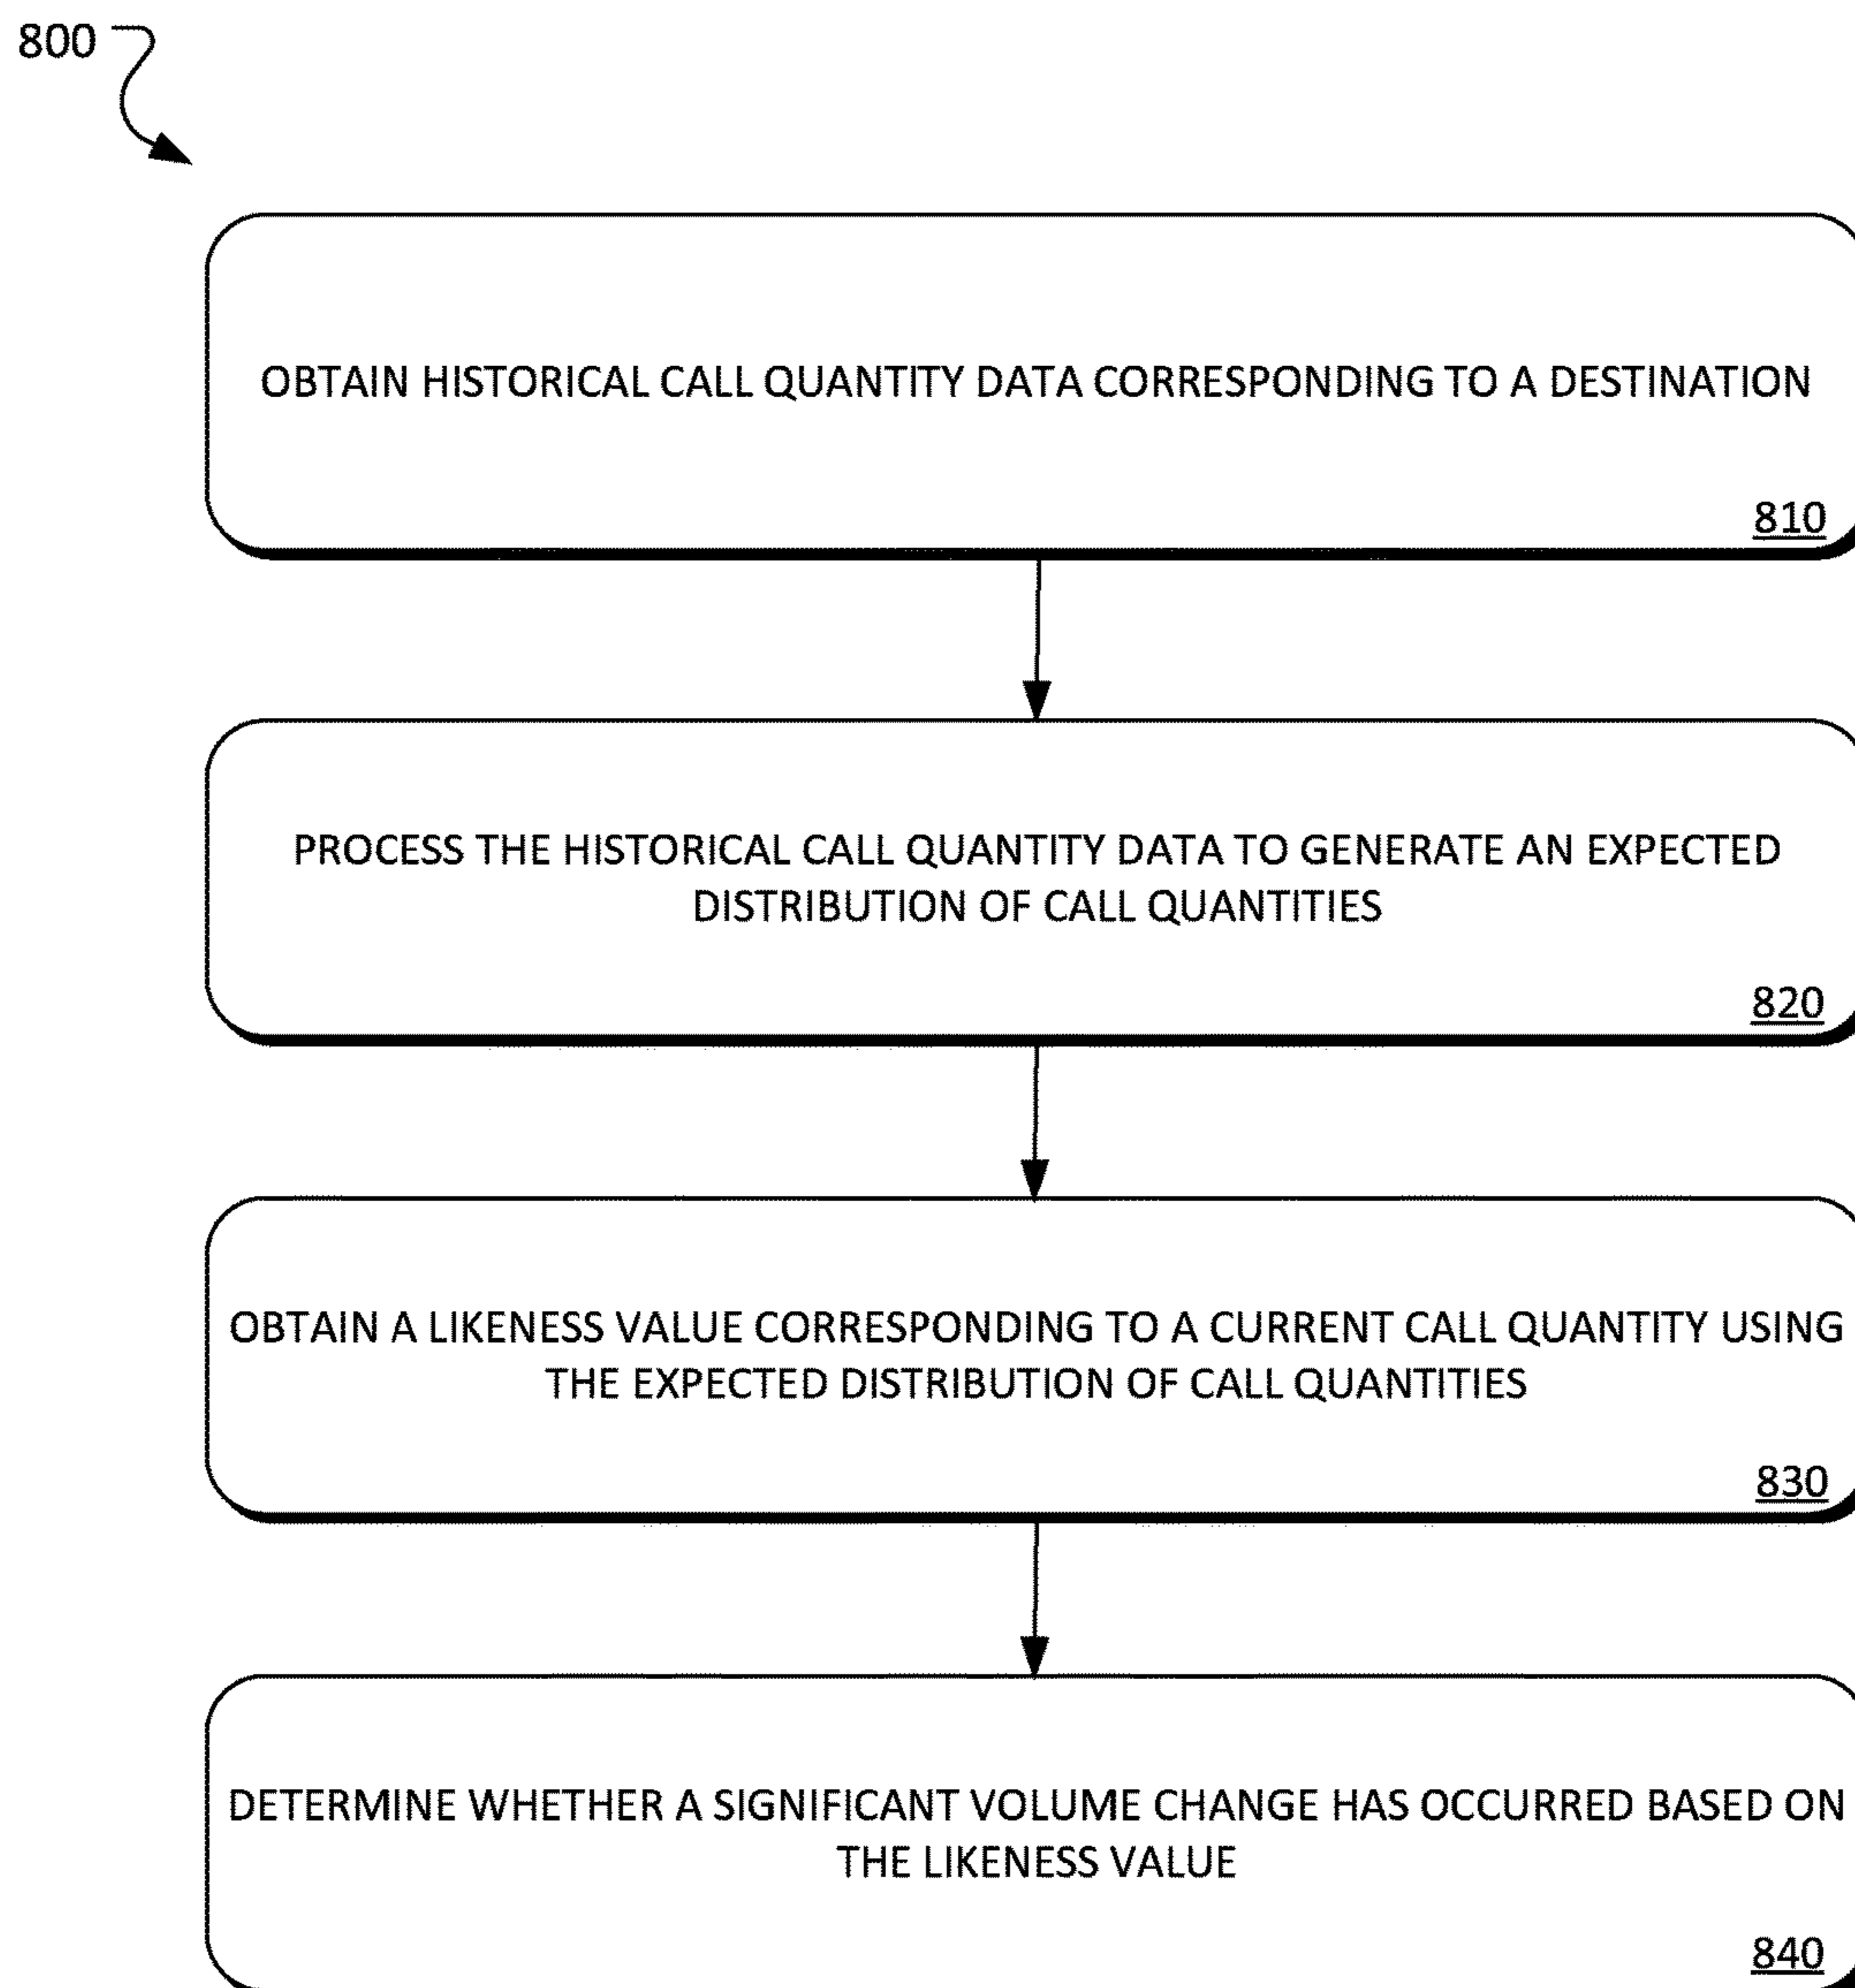 800
OBTAIN HISTORICAL CALL QUANTITY DATA CORRESPONDING TO A DESTINATION
810
PROCESS THE HISTORICAL CALL QUANTITY DATA TO GENERATE AN EXPECTED
DISTRIBUTION OF CALL QUANTITIES
820
OBTAIN A LIKENESS VALUE CORRESPONDING TO A CURRENT CALL QUANTITY USING
THE EXPECTED DISTRIBUTION OF CALL QUANTITIES
830
DETERMINE WHETHER A SIGNIFICANT VOLUME CHANGE HAS OCCURRED BASED ON
THE LIKENESS VALUE
840